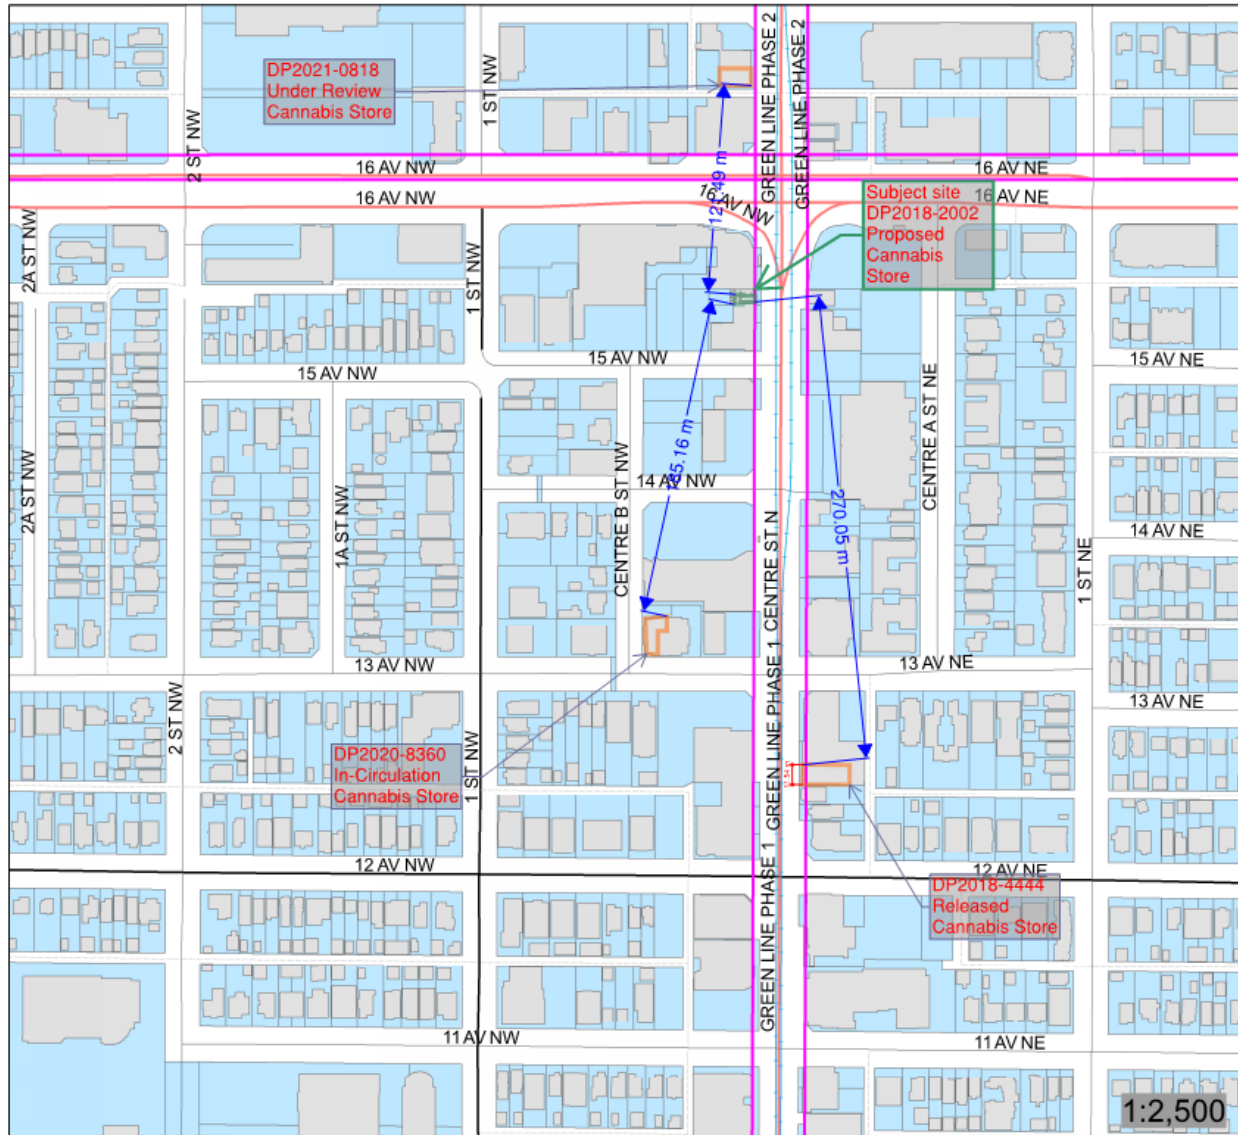 DP2021-0818
Under Review
Cannabis Store
1 ST NW
GREEN LINE PHASE 2
GREEN LINE PHASE 2
2 ST NW
16 AV NW
16 AV NE
16 AV NW
16 AV NW
16 AV NE
Subject site
DP2018-2002
Proposed
Cannabis
Store
2A ST NW
1 ST NW
15 AV NW
15 AV NW
15 AV NE
CENTRE A ST NE
CENTRE B ST NW
14 AV NW
14 AV NE
2A ST NW
1A ST NW
270.05 m
CENTRE ST N
1 ST NE
13 AV NW
13 AV NE
13 AV NE
2 ST NW
1 ST NW
GREEN LINE PHASE 1
DP2020-8360
In-Circulation
Cannabis Store
GREEN LINE PHASE 1
12 AV NW
12 AV NE
DP2018-4444
Released
Cannabis Store
11 AV NW
11 AV NE
1:2,500